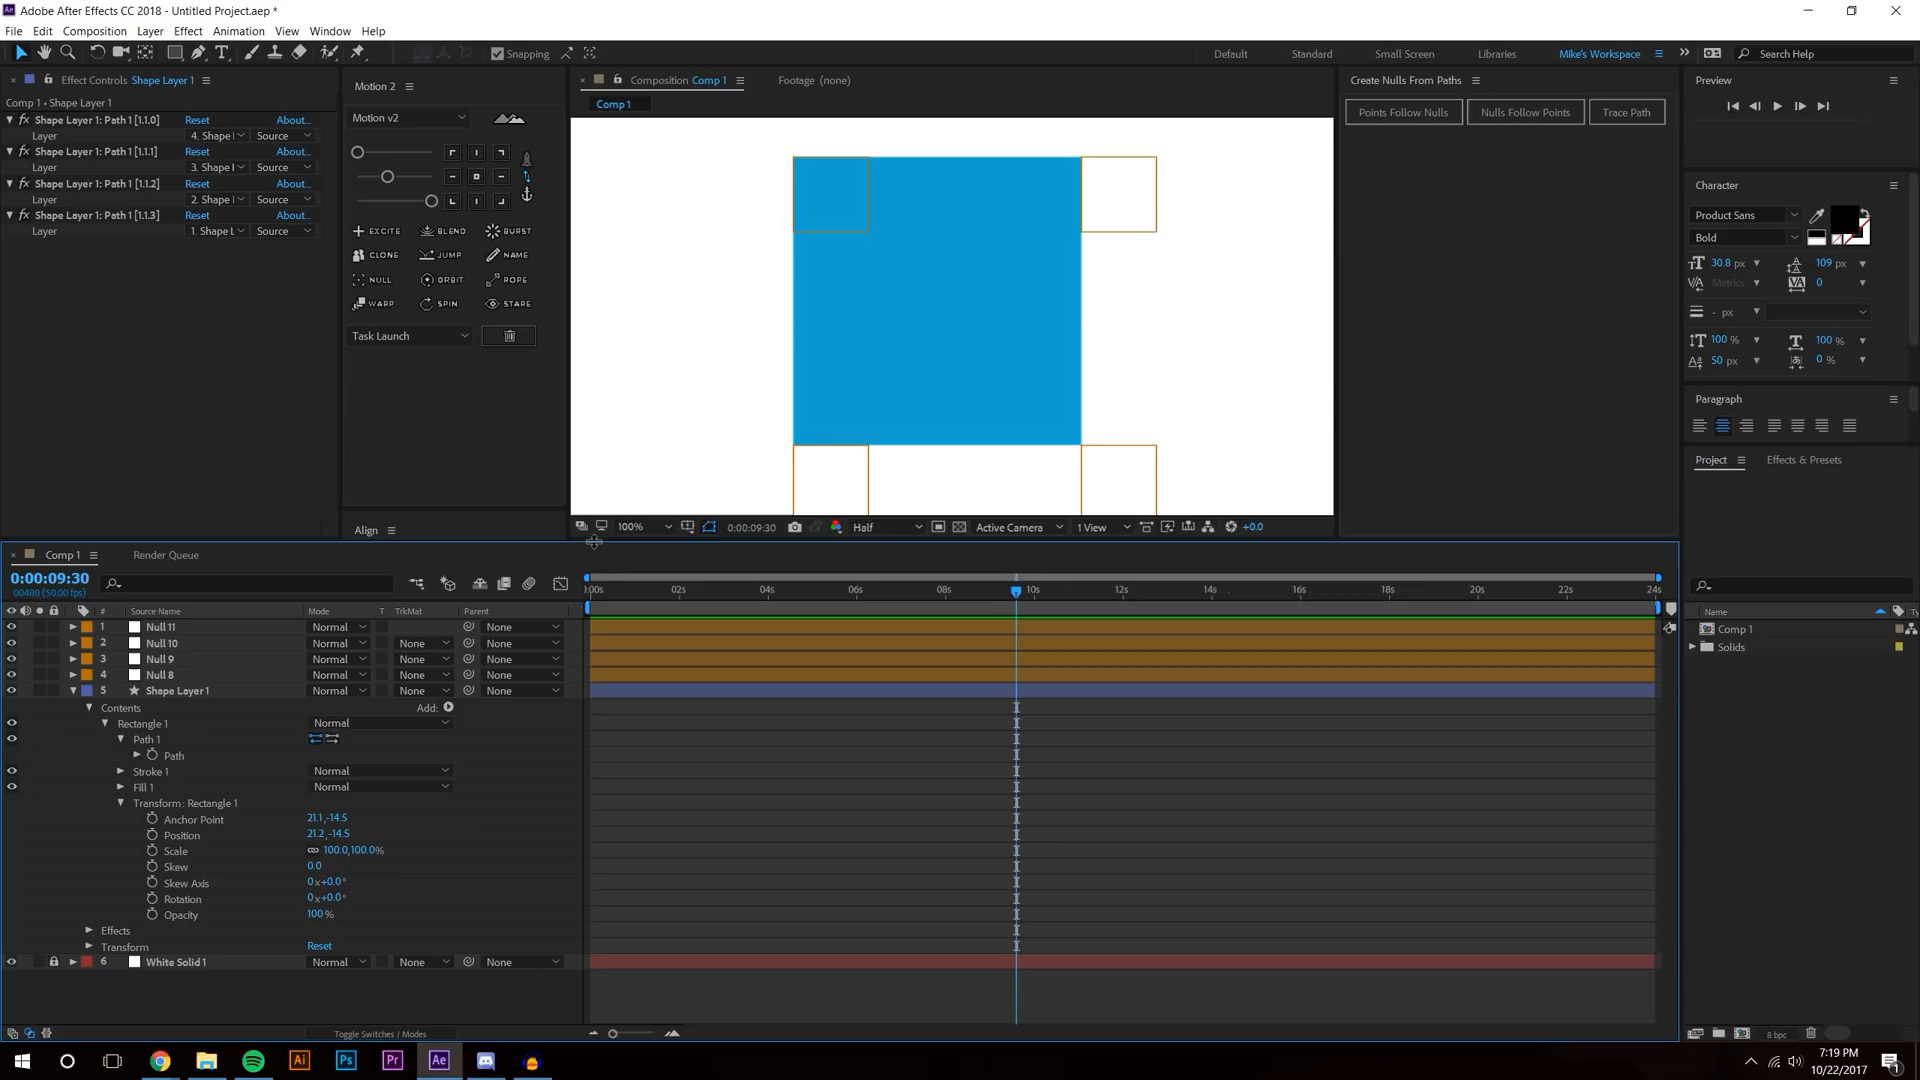 Adobe After Effects CC 2018 - Untitled Project.aep *
File Edit Composition Layer Effect Animation View Window Help
Snapping
Default Standard Small Screen Libraries Mike's Workspace Search Help
Effect Controls Shape Layer 1
Comp 1 • Shape Layer 1
Shape Layer 1: Path 1 [1.1.0] Reset About...
Layer 4. Shape Source
Shape Layer 1: Path 1 [1.1.1] Reset About...
Layer 3. Shape Source
Shape Layer 1: Path 1 [1.1.2] Reset About...
Layer 2. Shape Source
Shape Layer 1: Path 1 [1.1.3] Reset About...
Layer 1. Shape L Source
Motion 2
Motion v2
EXCITE BLEND BURST
CLONE JUMP NAME
NULL ORBIT ROPE
WARP SPIN STARE
Task Launch
Align
Composition Comp 1 Footage (none)
Comp 1
100% 0:00:09:30 Half Active Camera 1 View +0.0
Create Nulls From Paths
Points Follow Nulls Nulls Follow Points Trace Path
Preview
Character
Product Sans
Bold
30.8 px 109 px
Metrics 0
- px
100 % 100 %
50 px 0 %
Paragraph
Project Effects & Presets
Name Ty
Comp 1
Solids
8 bpc
Comp 1 Render Queue
0:00:09:30
00480 (50.00 fps)
:00s 02s 04s 06s 08s 10s 12s 14s 16s 18s 20s 22s 24s
# Source Name Mode T TrkMat Parent
1 Null 11 Normal None
2 Null 10 Normal None None
3 Null 9 Normal None None
4 Null 8 Normal None None
5 Shape Layer 1 Normal None None
Contents Add:
Rectangle 1 Normal
Path 1
Path
Stroke 1 Normal
Fill 1 Normal
Transform: Rectangle 1
Anchor Point 21.1,-14.5
Position 21.2,-14.5
Scale 100.0,100.0%
Skew 0.0
Skew Axis 0x+0.0°
Rotation 0x+0.0°
Opacity 100%
Effects
Transform Reset
6 White Solid 1 Normal None None
Toggle Switches / Modes
Ai Ps Pr Ae
7:19 PM
10/22/2017
1